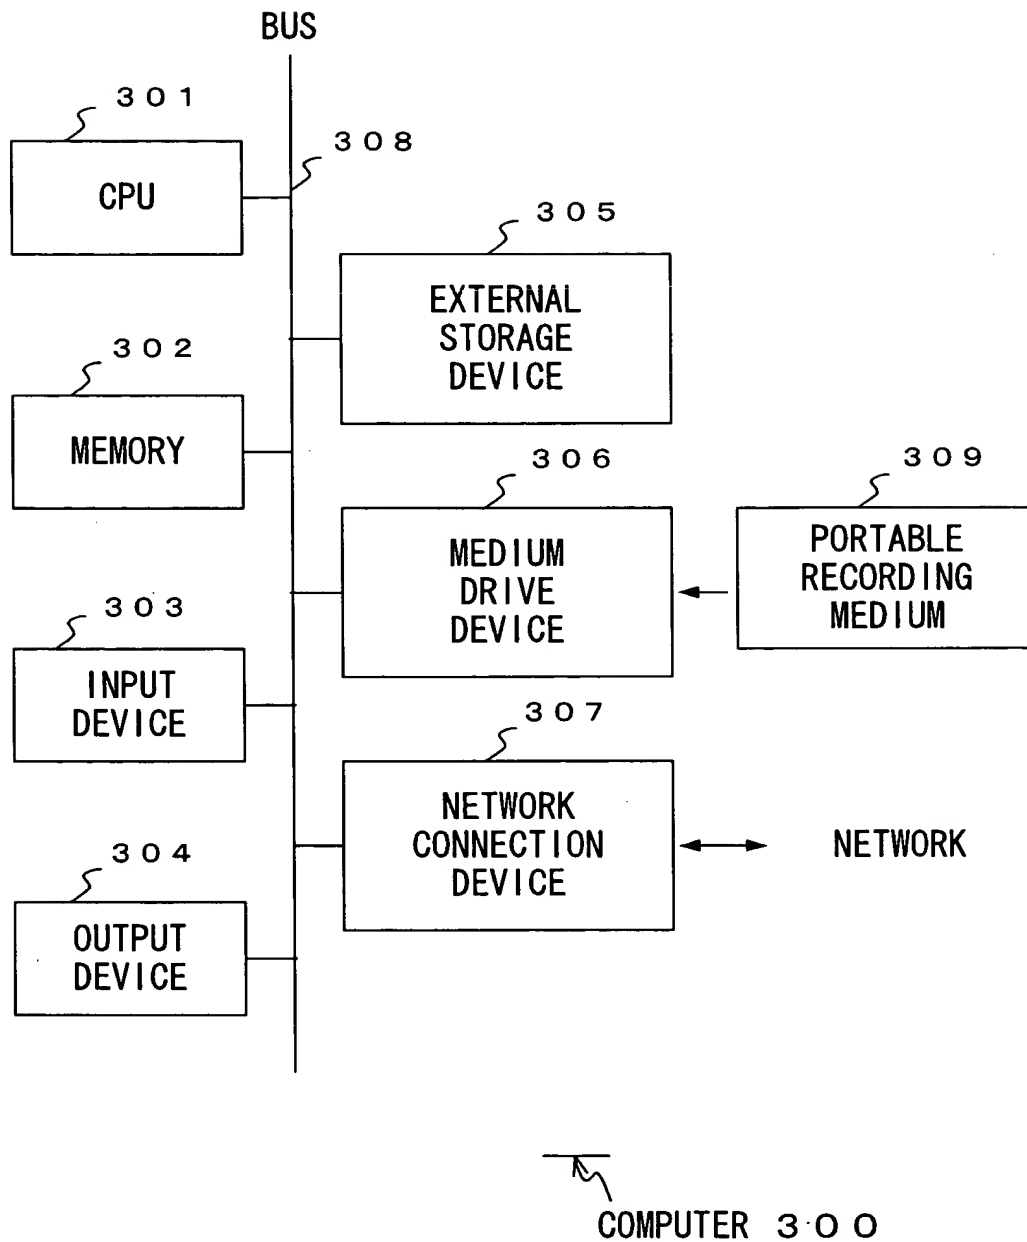 BUS
301
CPU
308
305
EXTERNAL
STORAGE
DEVICE
302
MEMORY
306
MEDIUM
DRIVE
DEVICE
309
PORTABLE
RECORDING
MEDIUM
303
INPUT
DEVICE
307
NETWORK
CONNECTION
DEVICE
NETWORK
304
OUTPUT
DEVICE
COMPUTER 300